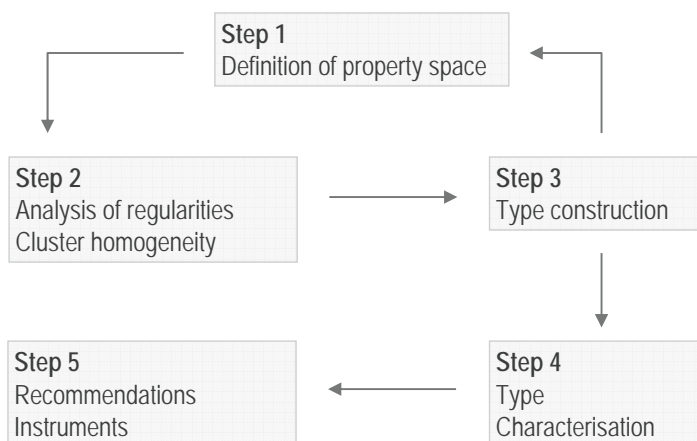 Step 1
Definition of property space
Step 2
Analysis of regularities
Cluster homogeneity
Step 3
Type construction
Step 5
Recommendations
Instruments
Step 4
Type
Characterisation